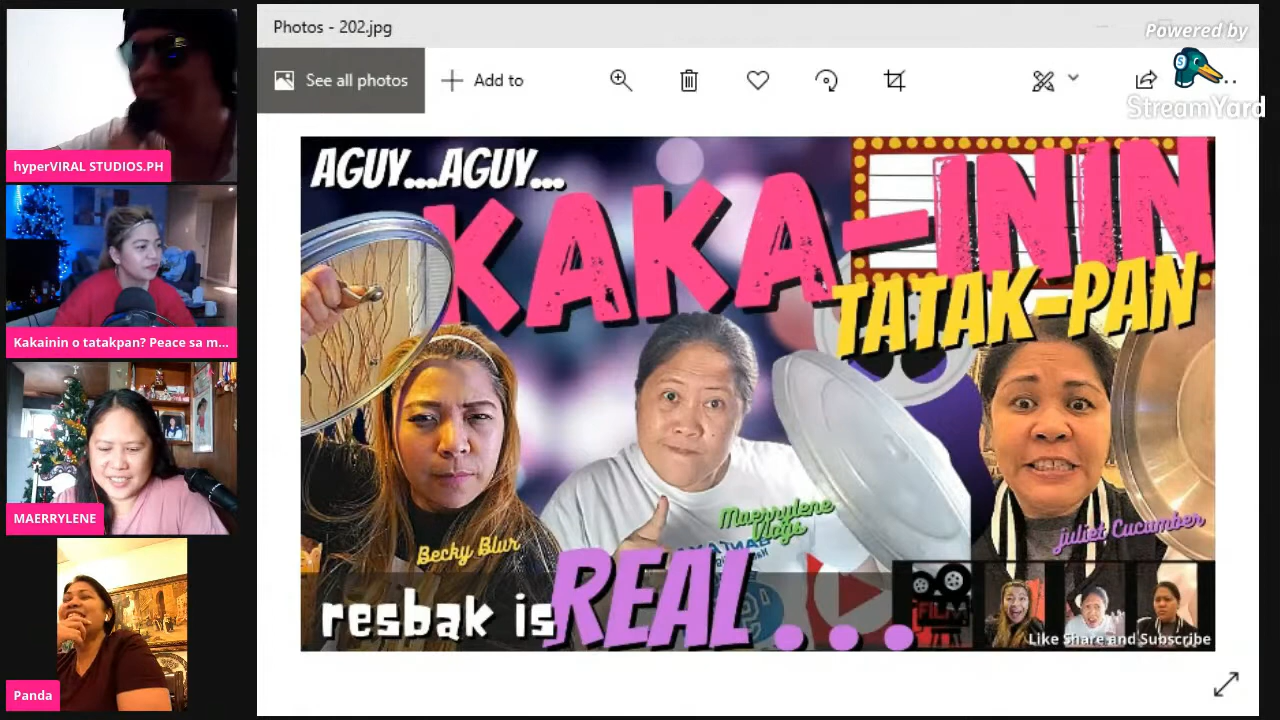 Photos - 202.jpg
Powered by
StreamYard
See all photos
Add to
hyperVIRAL STUDIOS.PH
Kakainin o tatakpan? Peace sa m...
MAERRYLENE
Panda
AGUY...AGUY...
KAKA-ININ
TATAK-PAN
Becky Blur
Maerrylene
Vlogs
juliet Cucumber
resbak is REAL...
FILM
Like Share and Subscribe